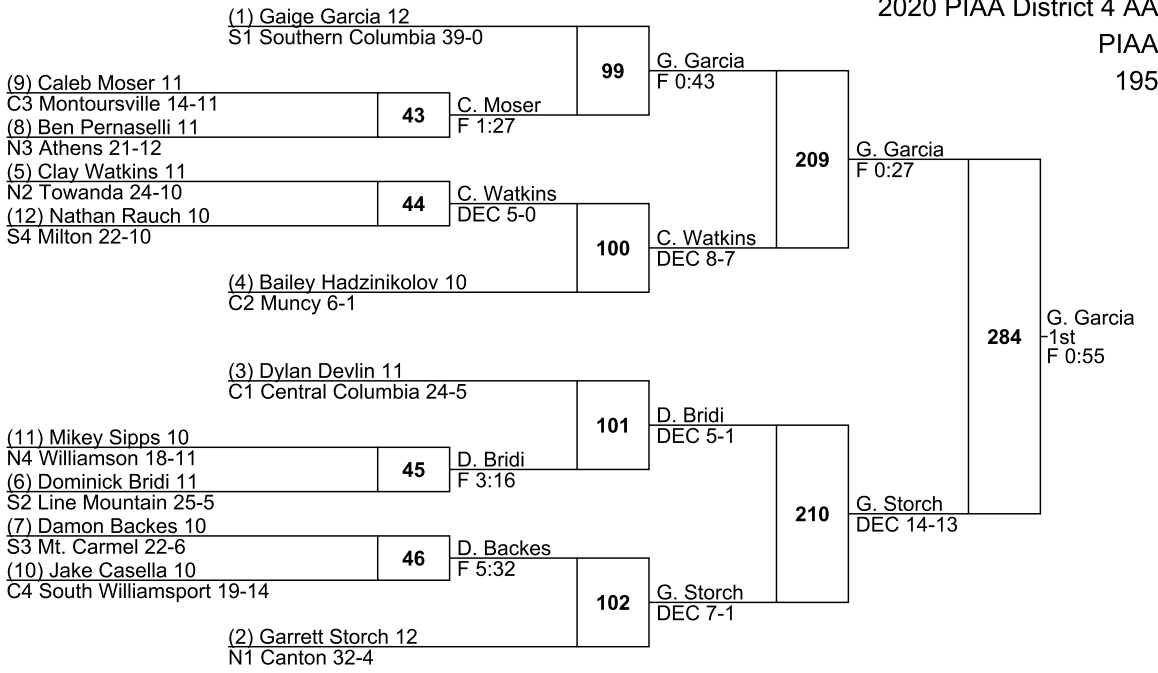 2020 PIAA District 4 AA
PIAA
195
(1) Gaige Garcia 12
S1 Southern Columbia 39-0
99
G. Garcia
F 0:43
(9) Caleb Moser 11
C3 Montoursville 14-11
43
C. Moser
F 1:27
(8) Ben Pernaselli 11
N3 Athens 21-12
209
G. Garcia
F 0:27
(5) Clay Watkins 11
N2 Towanda 24-10
44
C. Watkins
DEC 5-0
(12) Nathan Rauch 10
S4 Milton 22-10
100
C. Watkins
DEC 8-7
(4) Bailey Hadzinikolov 10
C2 Muncy 6-1
284
G. Garcia
1st
F 0:55
(3) Dylan Devlin 11
C1 Central Columbia 24-5
101
D. Bridi
DEC 5-1
(11) Mikey Sipps 10
N4 Williamson 18-11
45
D. Bridi
F 3:16
(6) Dominick Bridi 11
S2 Line Mountain 25-5
210
G. Storch
DEC 14-13
(7) Damon Backes 10
S3 Mt. Carmel 22-6
46
D. Backes
F 5:32
(10) Jake Casella 10
C4 South Williamsport 19-14
102
G. Storch
DEC 7-1
(2) Garrett Storch 12
N1 Canton 32-4